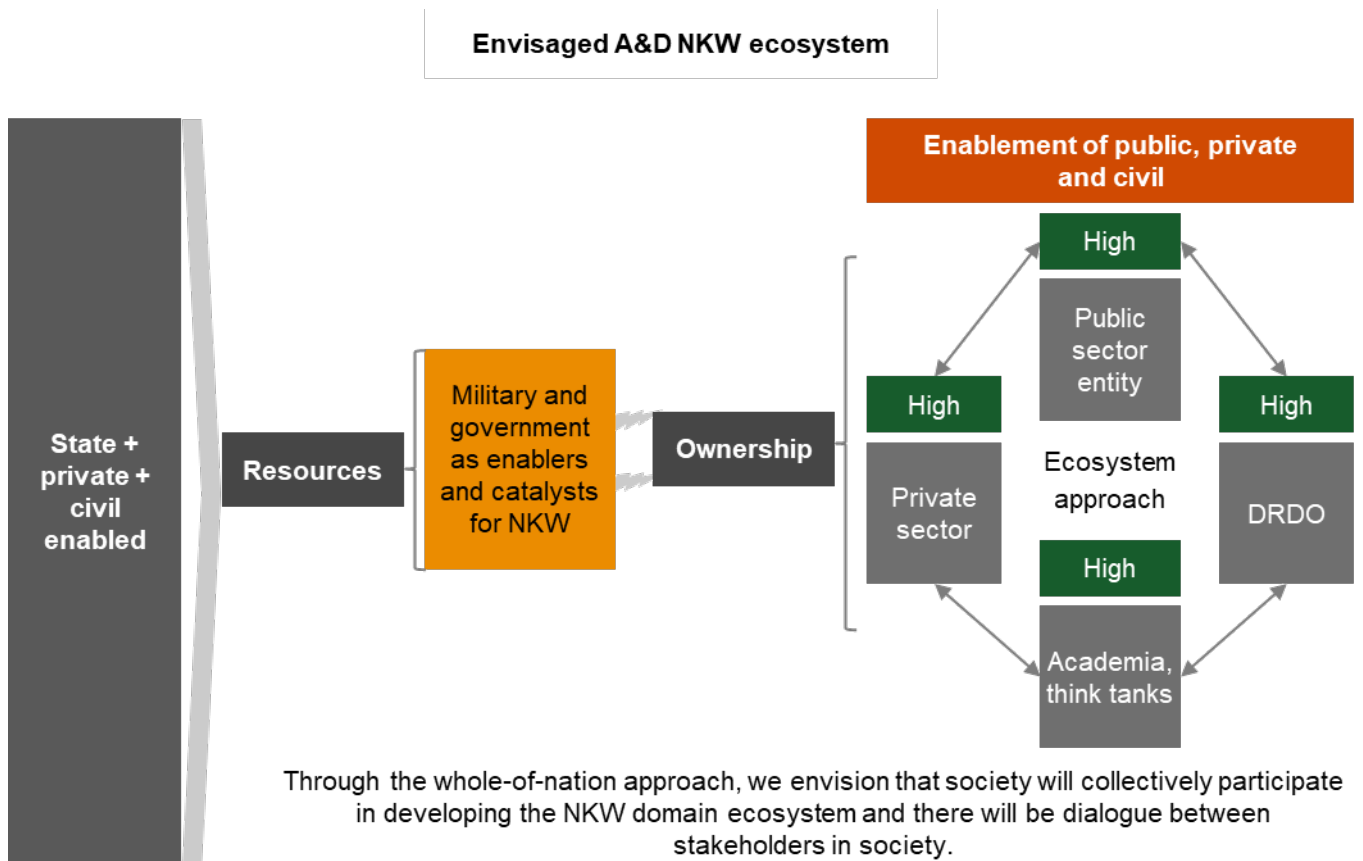 Envisaged A&D NKW ecosystem
State +
private +
civil
enabled
Resources
Military and
government
as enablers
and catalysts
for NKW
Ownership
Enablement of public, private
and civil
High
Public
sector
entity
High
Private
sector
Ecosystem
approach
High
DRDO
High
Academia,
think tanks
Through the whole-of-nation approach, we envision that society will collectively participate
in developing the NKW domain ecosystem and there will be dialogue between
stakeholders in society.